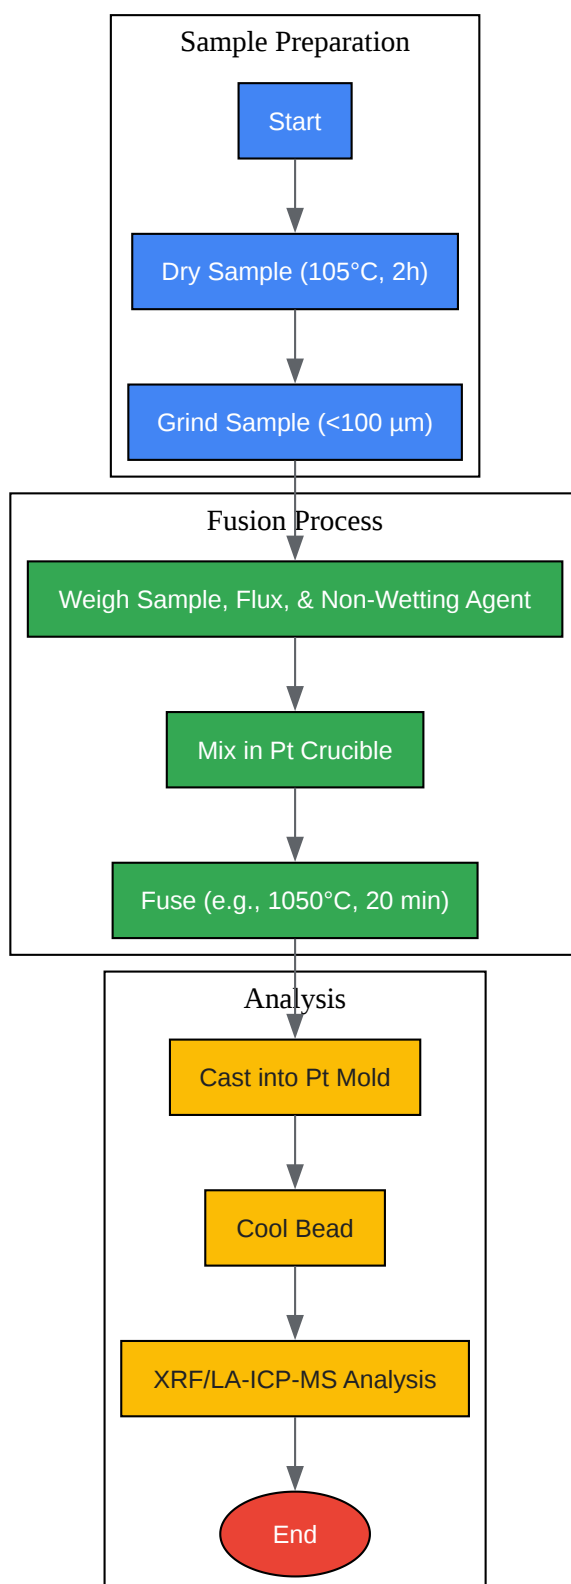 Sample Preparation
Start
Dry Sample (105°C, 2h)
Grind Sample (<100 µm)
Fusion Process
Weigh Sample, Flux, & Non-Wetting Agent
Mix in Pt Crucible
Fuse (e.g., 1050°C, 20 min)
Analysis
Cast into Pt Mold
Cool Bead
XRF/LA-ICP-MS Analysis
End